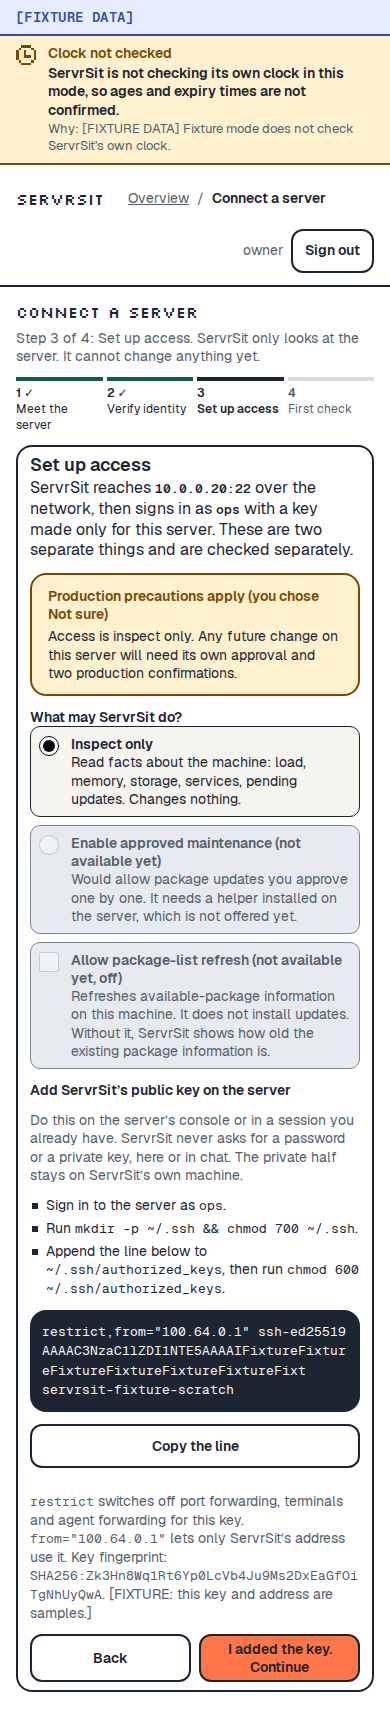 [FIXTURE DATA]
Clock not checked
ServrSit is not checking its own clock in this
mode, so ages and expiry times are not
confirmed.
Why: [FIXTURE DATA] Fixture mode does not check
ServrSit's own clock.
SERVRSIT
Overview / Connect a server
owner
Sign out
CONNECT A SERVER
Step 3 of 4: Set up access. ServrSit only looks at the
server. It cannot change anything yet.
1 ✓
Meet the
server
2 ✓
Verify identity
3
Set up access
4
First check
Set up access
ServrSit reaches 10.0.0.20:22 over the
network, then signs in as ops with a key
made only for this server. These are two
separate things and are checked separately.
Production precautions apply (you chose
Not sure)
Access is inspect only. Any future change on
this server will need its own approval and
two production confirmations.
What may ServrSit do?
Inspect only
Read facts about the machine: load,
memory, storage, services, pending
updates. Changes nothing.
Enable approved maintenance (not
available yet)
Would allow package updates you approve
one by one. It needs a helper installed on
the server, which is not offered yet.
Allow package-list refresh (not available
yet, off)
Refreshes available-package information
on this machine. It does not install updates.
Without it, ServrSit shows how old the
existing package information is.
Add ServrSit's public key on the server
Do this on the server's console or in a session you
already have. ServrSit never asks for a password
or a private key, here or in chat. The private half
stays on ServrSit's own machine.
Sign in to the server as ops.
Run mkdir -p ~/.ssh && chmod 700 ~/.ssh.
Append the line below to
~/.ssh/authorized_keys, then run chmod 600
~/.ssh/authorized_keys.
restrict,from="100.64.0.1" ssh-ed25519
AAAAC3NzaC1lZDI1NTE5AAAAIFixtureFixtur
eFixtureFixtureFixtureFixtureFixt
servrsit-fixture-scratch
Copy the line
restrict switches off port forwarding, terminals
and agent forwarding for this key.
from="100.64.0.1" lets only ServrSit's address
use it. Key fingerprint:
SHA256:Zk3Hn8Wq1Rt6Yp0LcVb4Ju9Ms2DxEaGfOi
TgNhUyQwA. [FIXTURE: this key and address are
samples.]
Back
I added the key.
Continue